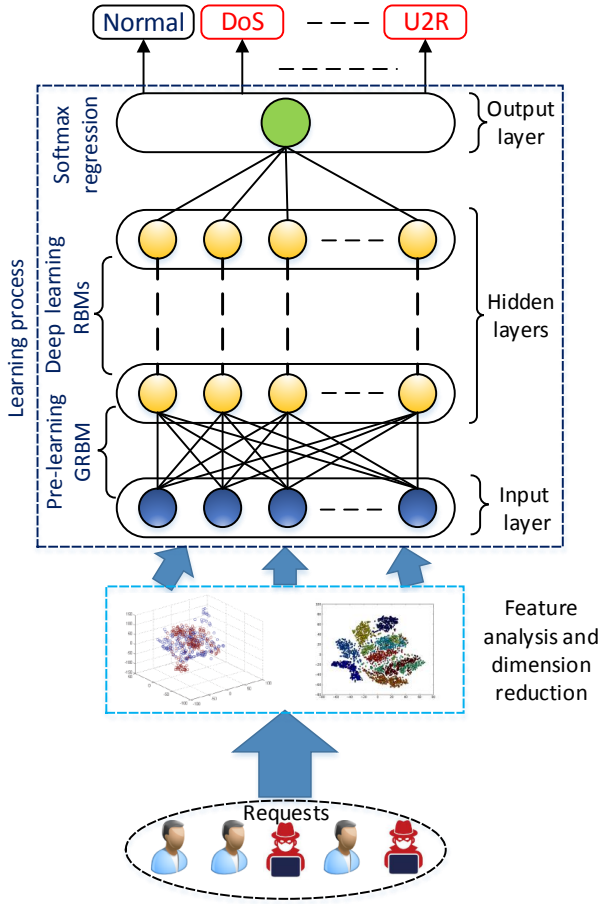 Normal
DoS
U2R
Softmax
regression
Output
layer
Learning process
Deep learning
RBMs
Hidden
layers
Pre-learning
GRBM
Input
layer
Feature
analysis and
dimension
reduction
Requests